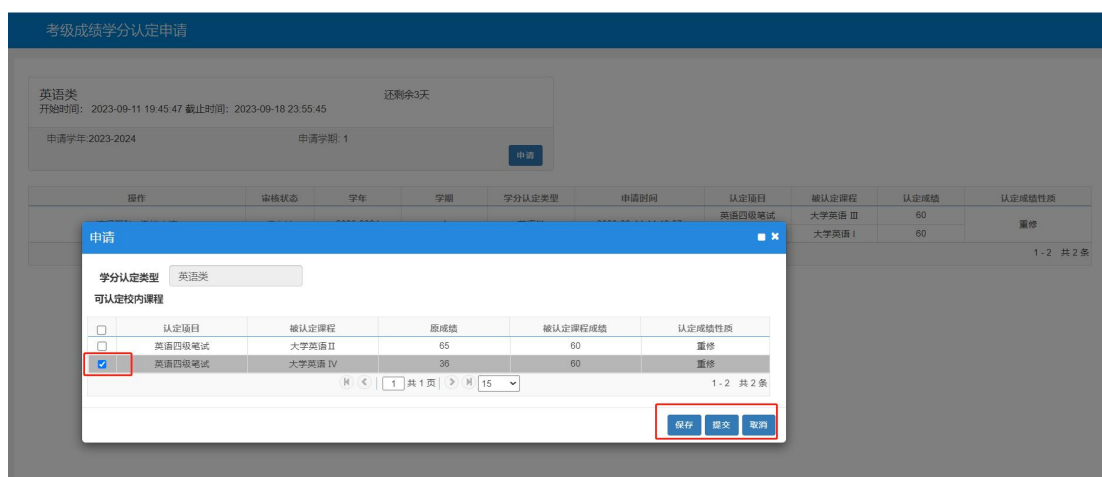 考级成绩学分认定申请
英语类 还剩余3天
开始时间： 2023-09-11 19:45:47 截止时间：2023-09-18 23:55:45
申请学年:2023-2024 申请学期: 1
申请
操作 审核状态 学年 学期 学分认定类型 申请时间 认定项目 被认定课程 认定成绩 认定成绩性质
英语四级笔试 大学英语 III 60 重修
大学英语 I 60
1 - 2 共 2 条
申请
学分认定类型 英语类
可认定校内课程
认定项目 被认定课程 原成绩 被认定课程成绩 认定成绩性质
英语四级笔试 大学英语 II 65 60 重修
英语四级笔试 大学英语 IV 36 60 重修
1 共 1 页 15 1 - 2 共 2 条
保存 提交 取消